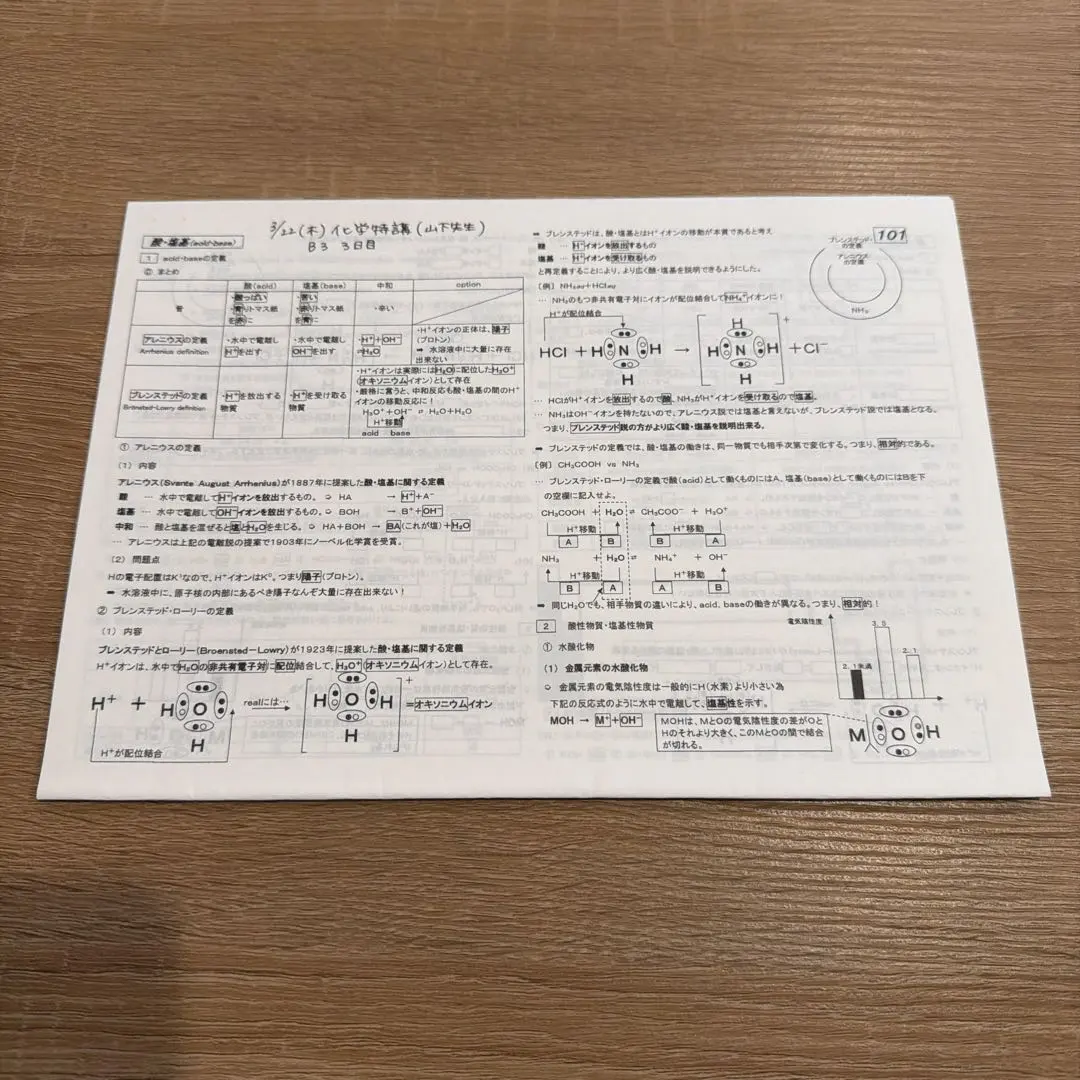 3/22(木) 化学特講(山下先生)
B3 3日目
酸・塩基(acid-base)
1 acid・baseの定義
◎ まとめ
酸(acid) 塩基(base) 中和 option
昔 ・酸っぱい ・青リトマス紙を赤に ・苦い ・赤リトマス紙を青に ・辛い
アレニウスの定義 Arrhenius definition ・水中で電離しH⁺を出す ・水中で電離しOH⁻を出す ・H⁺+OH⁻=H₂O ・H⁺イオンの正体は、陽子(プロトン) ➡ 水溶液中に大量に存在出来ない
ブレンステッドの定義 Brønsted-Lowry definition ・H⁺を放出する物質 ・H⁺を受け取る物質 ・H⁺イオンは実際にはH₂Oに配位したH₃O⁺(オキソニウムイオン)として存在
・厳格に言うと、中和反応も酸・塩基の間のH⁺イオンの移動反応に!
H₃O⁺+OH⁻ ⇄ H₂O+H₂O
H⁺移動
acid base
① アレニウスの定義
(1) 内容
アレニウス(Svante August Arrhenius)が1887年に提案した酸・塩基に関する定義
酸 … 水中で電離してH⁺イオンを放出するもの。 ➲ HA → H⁺+A⁻
塩基 … 水中で電離してOH⁻イオンを放出するもの。➲ BOH → B⁺+OH⁻
中和 … 酸と塩基を混ぜると塩とH₂Oを生じる。 ➲ HA+BOH → BA(これが塩)+H₂O
… アレニウスは上記の電離説の提案で1903年にノーベル化学賞を受賞。
(2) 問題点
Hの電子配置はK¹なので、H⁺イオンはK⁰。つまり陽子(プロトン)。
➡ 水溶液中に、原子核の内部にあるべき陽子なんぞ大量に存在出来ない!
② ブレンステッド・ローリーの定義
(1) 内容
ブレンステッドとローリー(Broensted－Lowry)が1923年に提案した酸・塩基に関する定義
H⁺イオンは、水中でH₂Oの非共有電子対に配位結合して、H₃O⁺(オキソニウムイオン)として存在。
H⁺ + H O H realには… → [H O H H]⁺ =オキソニウムイオン
H⁺が配位結合
➡ ブレンステッドは、酸・塩基とはH⁺イオンの移動が本質であると考え
酸 … H⁺イオンを放出するもの
塩基 … H⁺イオンを受け取るもの
と再定義することにより、より広く酸・塩基を説明できるようにした。
ブレンステッドの定義
アレニウスの定義
NH₃
101
〔例〕 NH₃aq+HClaq
… NH₃のもつ非共有電子対にイオンが配位結合してNH₄⁺イオンに!
H⁺が配位結合
HCl + H N H H → [H H N H H]⁺ + Cl⁻
… HClがH⁺イオンを放出するので酸、NH₃がH⁺イオンを受け取るので塩基。
… NH₃はOH⁻イオンを持たないので、アレニウス説では塩基と言えないが、ブレンステッド説では塩基となる。
つまり、ブレンステッド説の方がより広く酸・塩基を説明出来る。
➡ ブレンステッドの定義では、酸・塩基の働きは、同一物質でも相手次第で変化する。つまり、相対的である。
〔例〕 CH₃COOH vs NH₃
… ブレンステッド・ローリーの定義で酸(acid)として働くものにはA、塩基(base)として働くものにはBを下
の空欄に記入せよ。
CH₃COOH + H₂O ⇄ CH₃COO⁻ + H₃O⁺
H⁺移動 H⁺移動
A B B A
NH₃ + H₂O ⇄ NH₄⁺ + OH⁻
H⁺移動 H⁺移動
B A A B
➡ 同じH₂Oでも、相手物質の違いにより、acid、baseの働きが異なる。つまり、相対的!
2 酸性物質・塩基性物質
① 水酸化物
(1) 金属元素の水酸化物
➲ 金属元素の電気陰性度は一般的にH(水素)より小さい為
下記の反応式のように水中で電離して、塩基性を示す。
MOH → M⁺+OH⁻
MOHは、MとOの電気陰性度の差がOと
Hのそれより大きく、このMとOの間で結合
が切れる。
電気陰性度
2.1未満
3.5
2.1
M O H